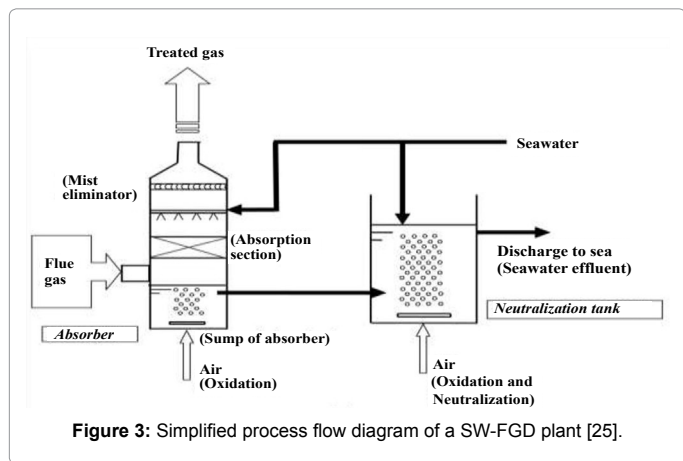 Treated gas
Seawater
(Mist
eliminator)
(Absorption
section)
Flue
gas
Discharge to sea
(Seawater effluent)
Neutralization tank
Absorber
(Sump of absorber)
Air
(Oxidation)
Air
(Oxidation and
Neutralization)
Figure 3: Simplified process flow diagram of a SW-FGD plant [25].